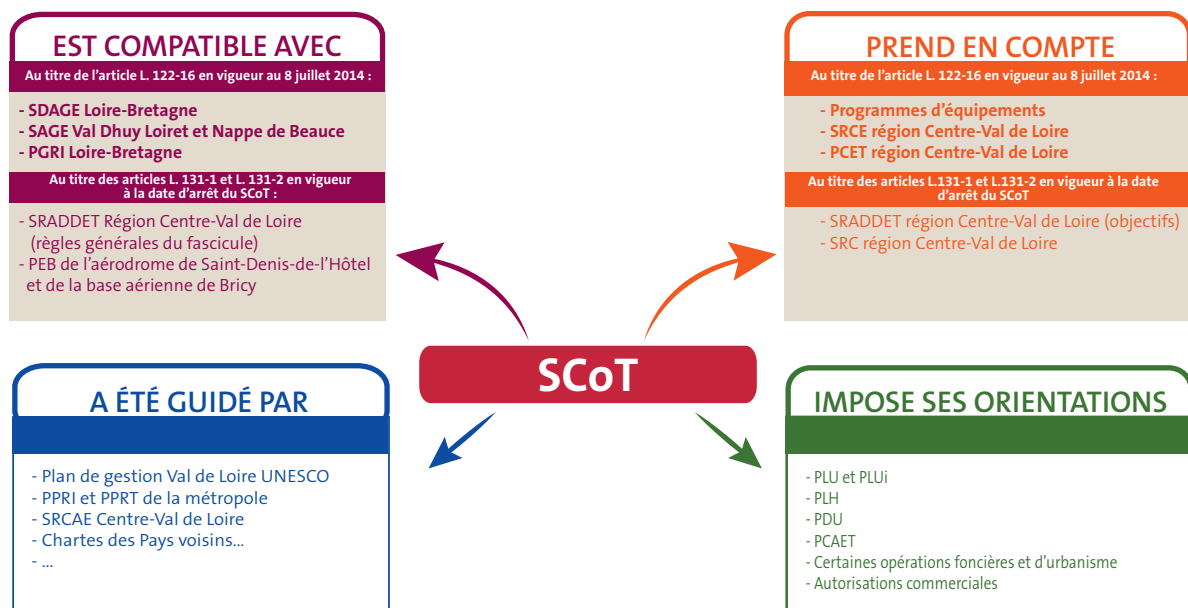 EST COMPATIBLE AVEC
Au titre de l'article L. 122-16 en vigueur au 8 juillet 2014 :
- SDAGE Loire-Bretagne
- SAGE Val Dhuy Loiret et Nappe de Beauce
- PGRI Loire-Bretagne
Au titre des articles L. 131-1 et L. 131-2 en vigueur
à la date d'arrêt du SCoT :
- SRADDET Région Centre-Val de Loire
(règles générales du fascicule)
- PEB de l'aérodrome de Saint-Denis-de-l'Hôtel
et de la base aérienne de Bricy
PREND EN COMPTE
Au titre de l'article L. 122-16 en vigueur au 8 juillet 2014 :
- Programmes d'équipements
- SRCE région Centre-Val de Loire
- PCET région Centre-Val de Loire
Au titre des articles L.131-1 et L.131-2 en vigueur à la date
d'arrêt du SCoT
- SRADDET région Centre-Val de Loire (objectifs)
- SRC région Centre-Val de Loire
SCoT
A ÉTÉ GUIDÉ PAR
- Plan de gestion Val de Loire UNESCO
- PPRI et PPRT de la métropole
- SRCAE Centre-Val de Loire
- Chartes des Pays voisins...
- ...
IMPOSE SES ORIENTATIONS
- PLU et PLUi
- PLH
- PDU
- PCAET
- Certaines opérations foncières et d'urbanisme
- Autorisations commerciales